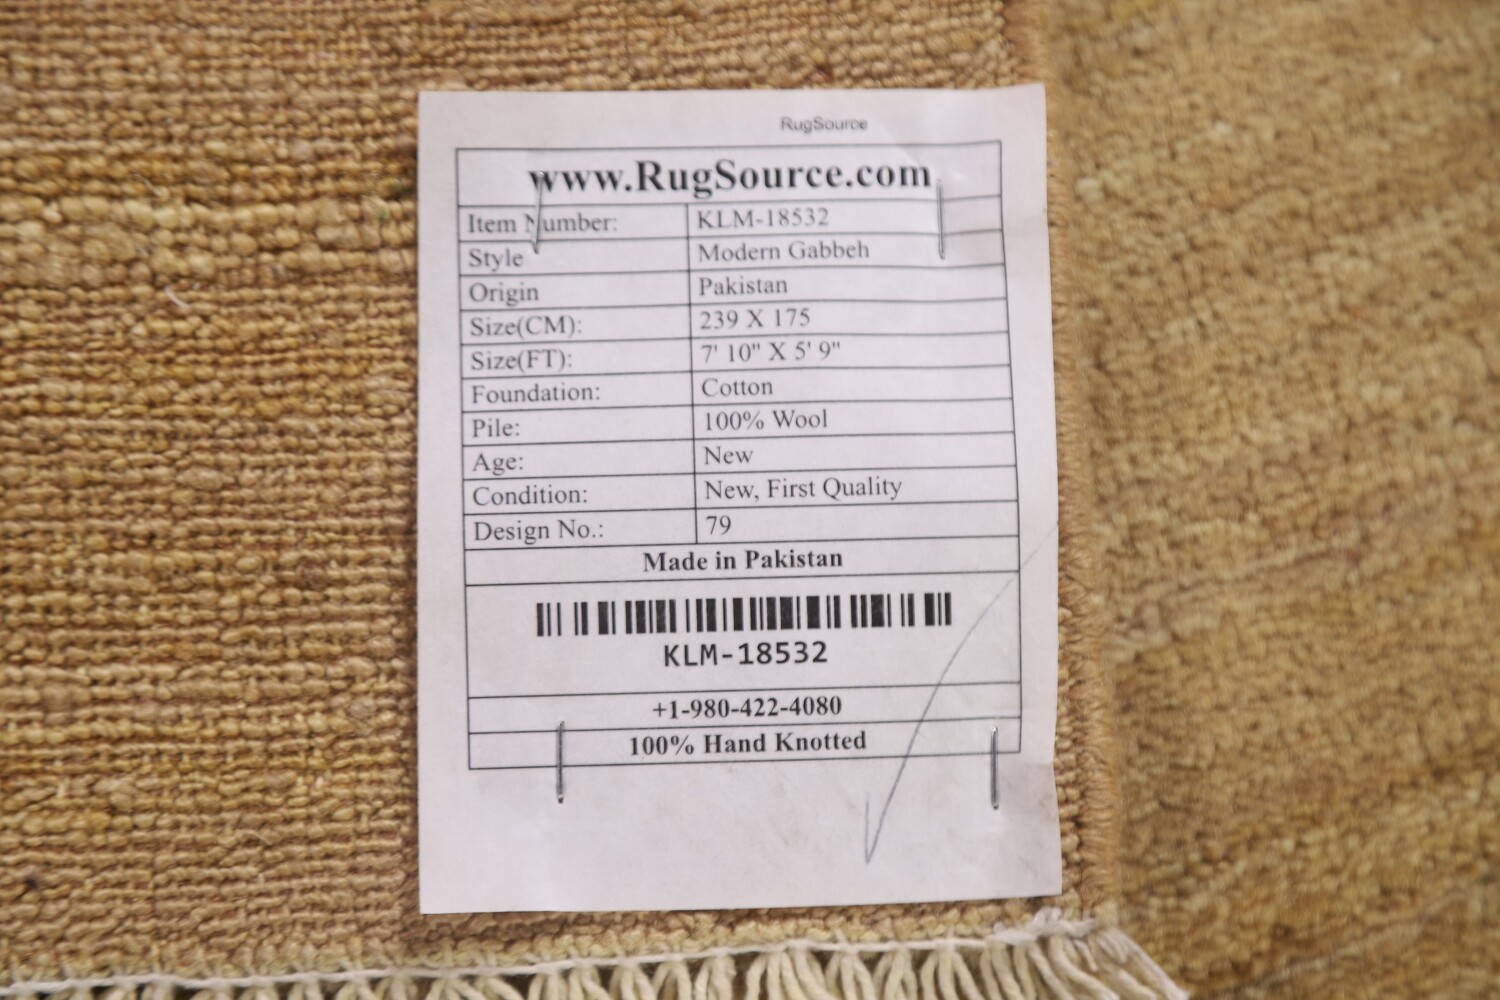 RugSource
www.RugSource.com
Item Number: KLM-18532
Style Modern Gabbeh
Origin Pakistan
Size(CM): 239 X 175
Size(FT): 7' 10" X 5' 9"
Foundation: Cotton
Pile: 100% Wool
Age: New
Condition: New, First Quality
Design No.: 79
Made in Pakistan
KLM-18532
+1-980-422-4080
100% Hand Knotted